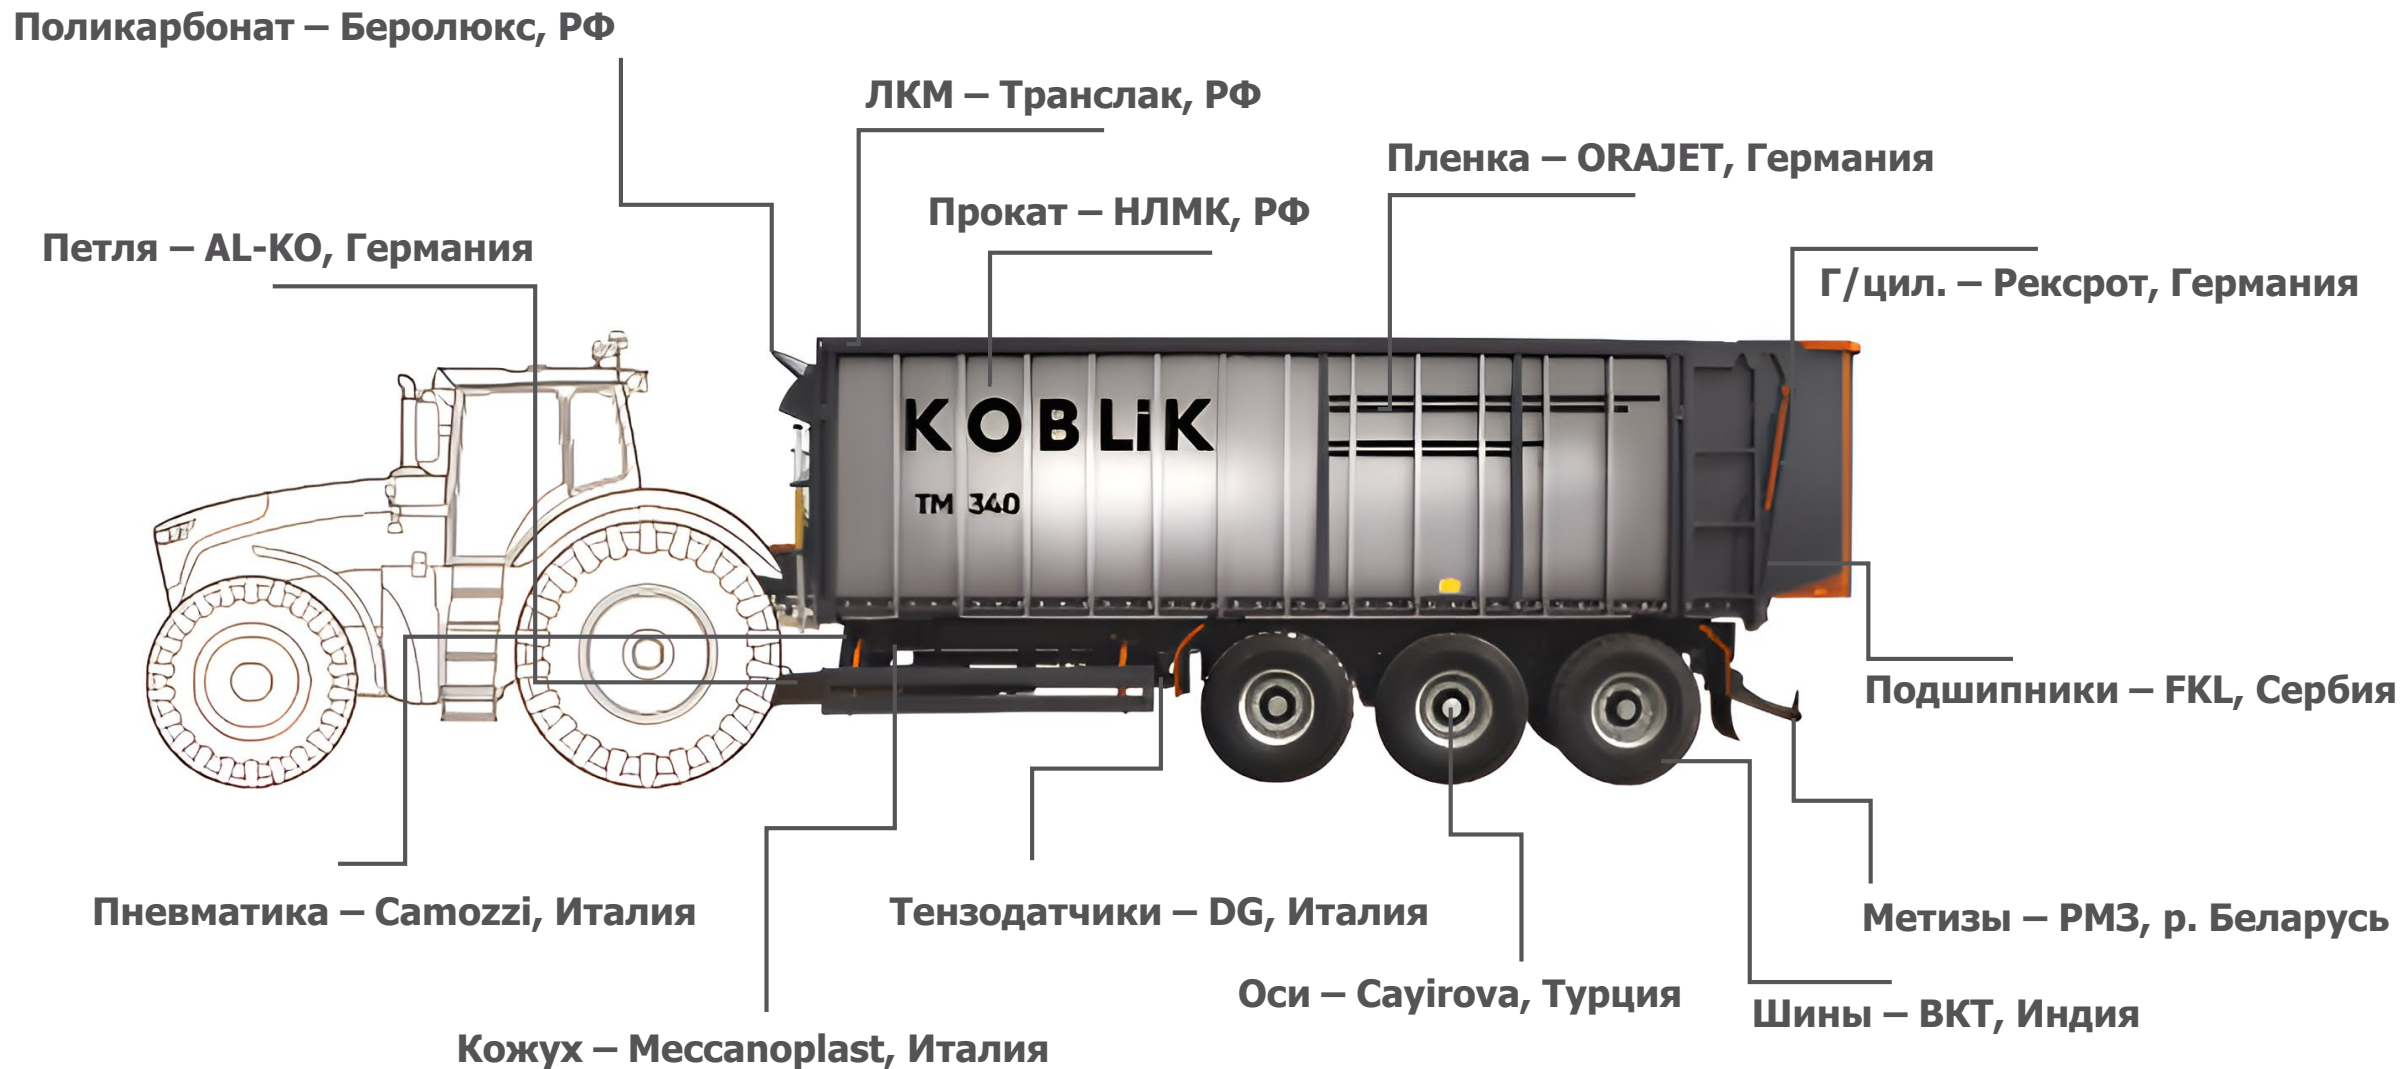 Поликарбонат – Беролюкс, РФ
ЛКМ – Транслак, РФ
Пленка – ORAJET, Германия
Прокат – НЛМК, РФ
Петля – AL-KO, Германия
Г/цил. – Рексрот, Германия
KOBLiK
TM 340
Подшипники – FKL, Сербия
Пневматика – Camozzi, Италия
Тензодатчики – DG, Италия
Метизы – РМЗ, р. Беларусь
Оси – Cayirova, Турция
Шины – ВКТ, Индия
Кожух – Meccanoplast, Италия